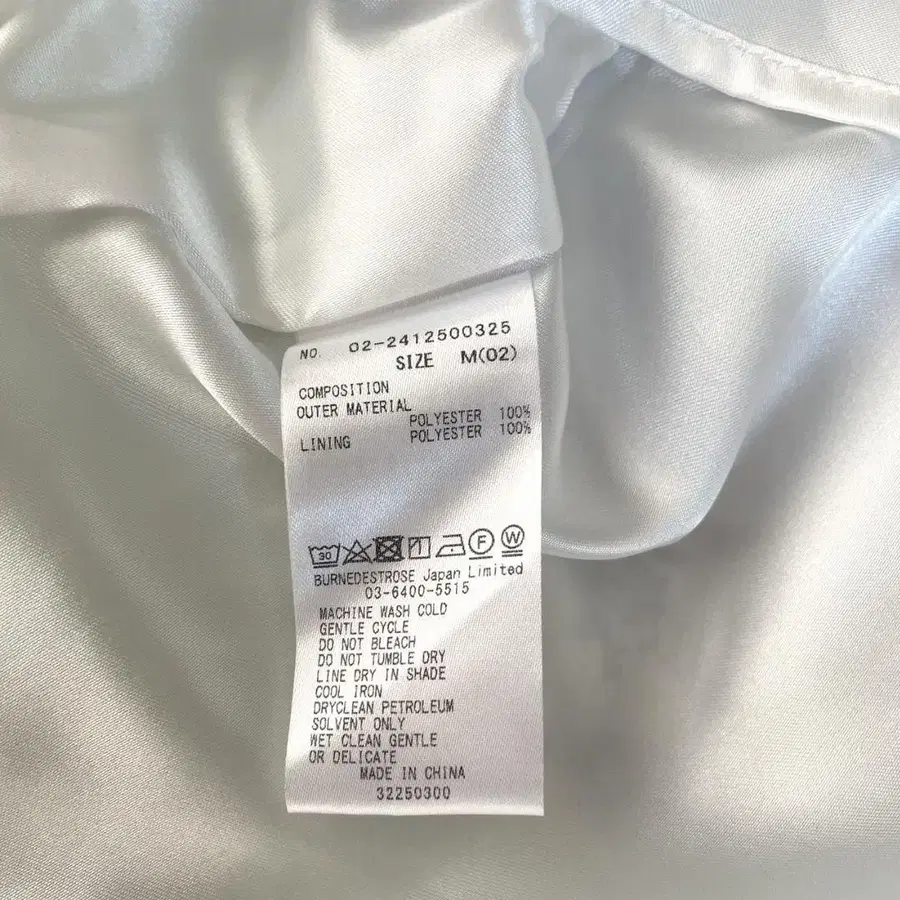 NO. 02-2412500325
SIZE M(02)
COMPOSITION
OUTER MATERIAL
POLYESTER 100%
LINING POLYESTER 100%
30 F W
BURNEDESTROSE Japan Limited
03-6400-5515
MACHINE WASH COLD
GENTLE CYCLE
DO NOT BLEACH
DO NOT TUMBLE DRY
LINE DRY IN SHADE
COOL IRON
DRYCLEAN PETROLEUM
SOLVENT ONLY
WET CLEAN GENTLE
OR DELICATE
MADE IN CHINA
32250300